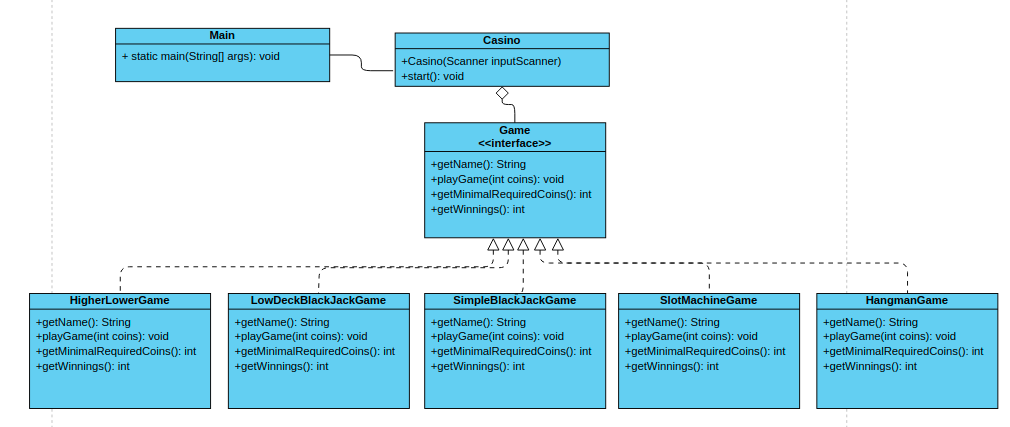 Main
+ static main(String[] args): void
Casino
+Casino(Scanner inputScanner)
+start(): void
Game
<<interface>>
+getName(): String
+playGame(int coins): void
+getMinimalRequiredCoins(): int
+getWinnings(): int
HigherLowerGame
+getName(): String
+playGame(int coins): void
+getMinimalRequiredCoins(): int
+getWinnings(): int
LowDeckBlackJackGame
+getName(): String
+playGame(int coins): void
+getMinimalRequiredCoins(): int
+getWinnings(): int
SimpleBlackJackGame
+getName(): String
+playGame(int coins): void
+getMinimalRequiredCoins(): int
+getWinnings(): int
SlotMachineGame
+getName(): String
+playGame(int coins): void
+getMinimalRequiredCoins(): int
+getWinnings(): int
HangmanGame
+getName(): String
+playGame(int coins): void
+getMinimalRequiredCoins(): int
+getWinnings(): int